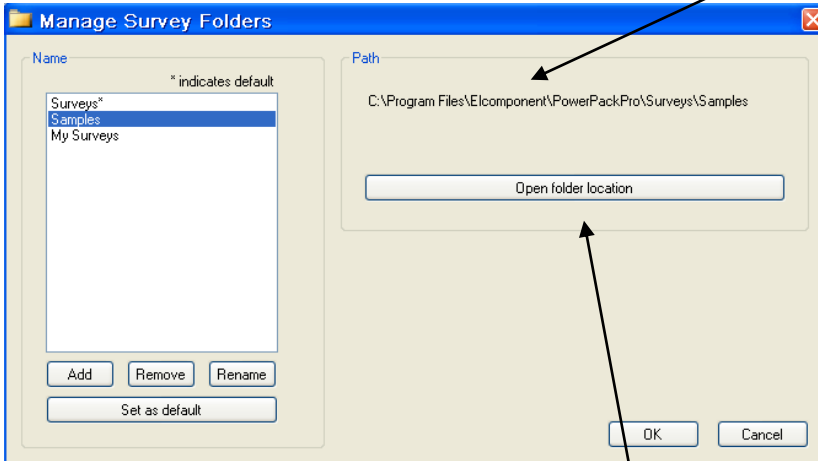 Manage Survey Folders
Name
* indicates default
Surveys*
Samples
My Surveys
Add Remove Rename
Set as default
Path
C:\Program Files\Elcomponent\PowerPackPro\Surveys\Samples
Open folder location
OK Cancel